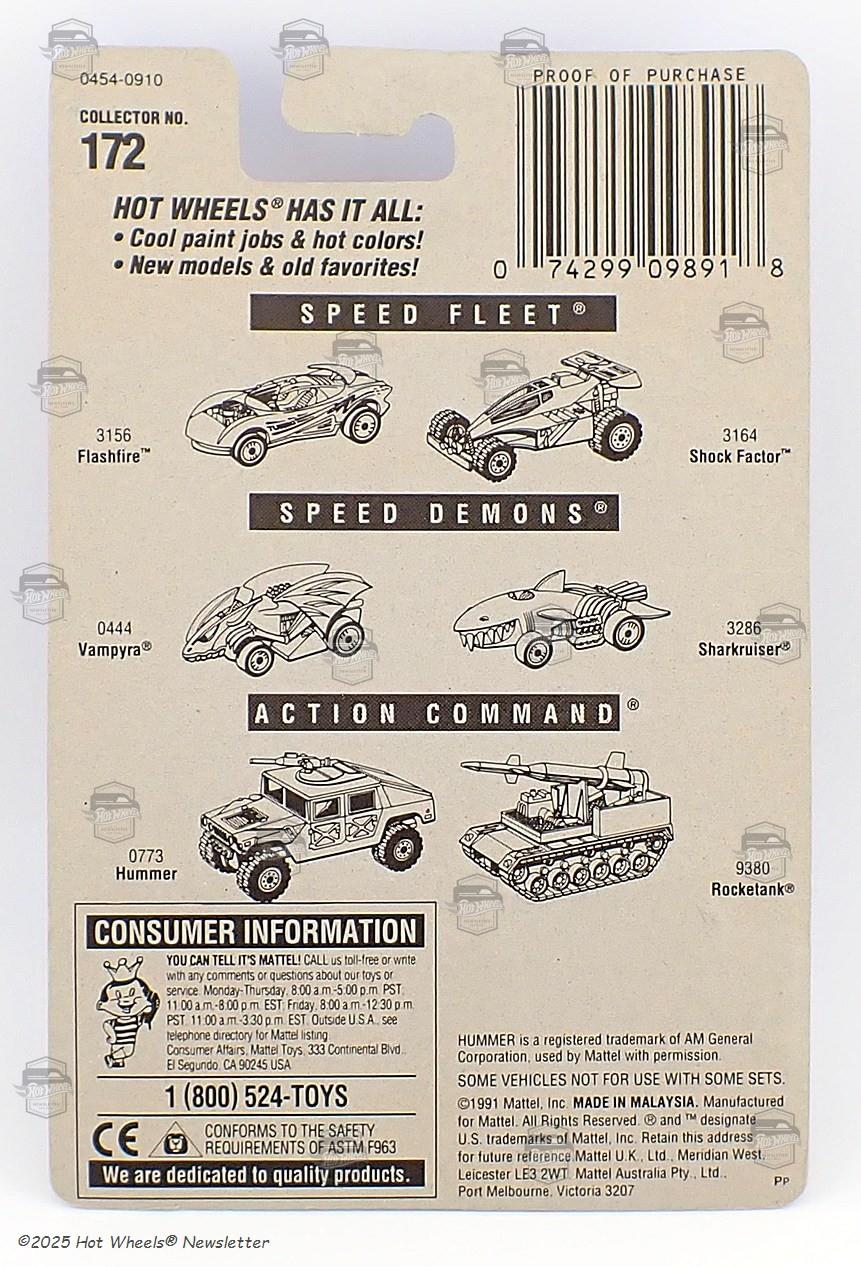 0454-0910
COLLECTOR NO.
172
PROOF OF PURCHASE
0 74299 09891 8
HOT WHEELS® HAS IT ALL:
• Cool paint jobs & hot colors!
• New models & old favorites!
SPEED FLEET®
3156
Flashfire™
3164
Shock Factor™
SPEED DEMONS®
0444
Vampyra®
3286
Sharkruiser®
ACTION COMMAND®
0773
Hummer
9380
Rocketank®
CONSUMER INFORMATION
YOU CAN TELL IT'S MATTEL! CALL us toll-free or write
with any comments or questions about our toys or
service. Monday-Thursday, 8:00 a.m.-5:00 p.m. PST,
11:00 a.m.-8:00 p.m. EST; Friday, 8:00 a.m.-12:30 p.m.
PST, 11:00 a.m.-3:30 p.m. EST. Outside U.S.A., see
telephone directory for Mattel listing.
Consumer Affairs, Mattel Toys, 333 Continental Blvd.,
El Segundo, CA 90245 USA
1 (800) 524-TOYS
CE
CONFORMS TO THE SAFETY
REQUIREMENTS OF ASTM F963
We are dedicated to quality products.
HUMMER is a registered trademark of AM General
Corporation, used by Mattel with permission.
SOME VEHICLES NOT FOR USE WITH SOME SETS.
©1991 Mattel, Inc. MADE IN MALAYSIA. Manufactured
for Mattel. All Rights Reserved. ® and ™ designate
U.S. trademarks of Mattel, Inc. Retain this address
for future reference. Mattel U.K., Ltd., Meridian West,
Leicester LE3 2WT. Mattel Australia Pty., Ltd.,
Port Melbourne, Victoria 3207
PP
©2025 Hot Wheels® Newsletter